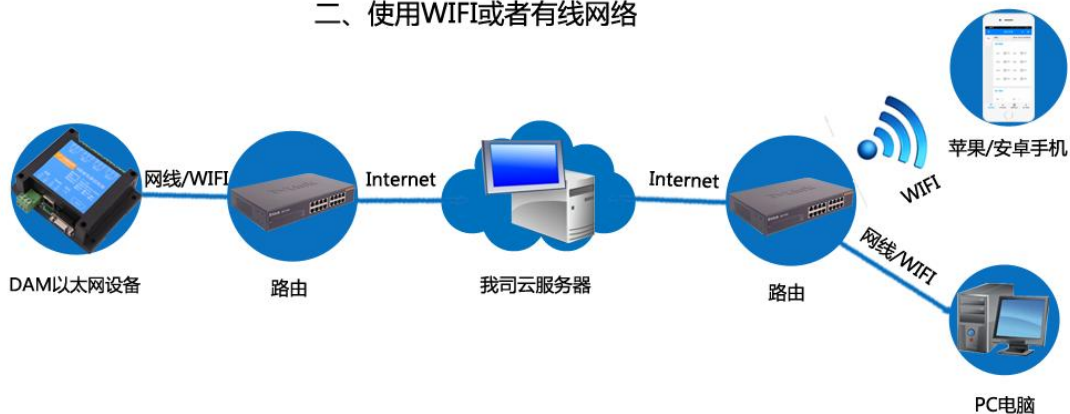 二、使用WIFI或者有线网络
苹果/安卓手机
网线/WIFI
Internet
Internet
WIFI
网线/WIFI
DAM以太网设备
路由
我司云服务器
路由
PC电脑